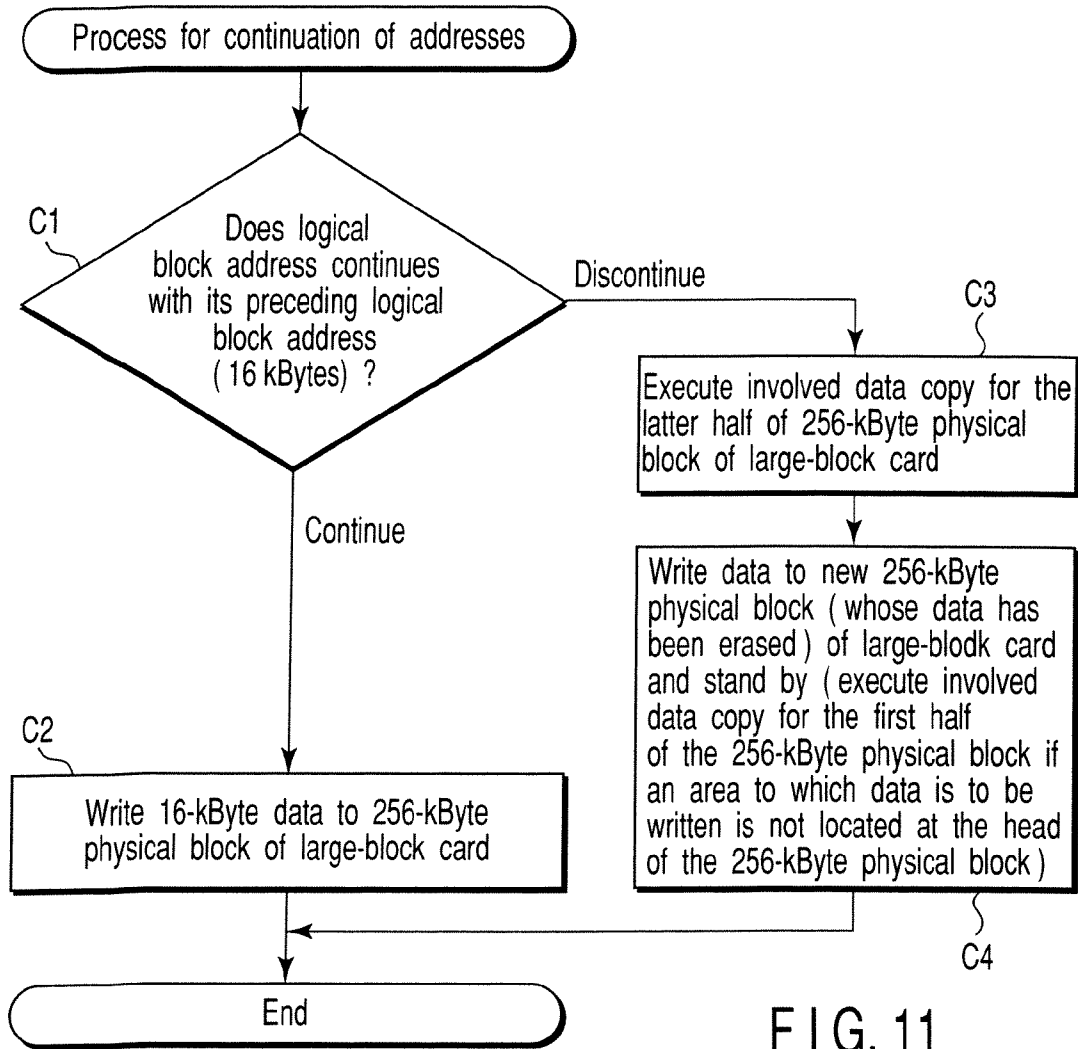 Process for continuation of addresses
C1
Does logical
block address continues
with its preceding logical
block address
( 16 kBytes) ?
Discontinue
C3
Execute involved data copy for the
latter half of 256-kByte physical
block of large-block card
Continue
Write data to new 256-kByte
physical block ( whose data has
been erased ) of large-blodk card
and stand by ( execute involved
data copy for the first half
of the 256-kByte physical block if
an area to which data is to be
written is not located at the head
of the 256-kByte physical block )
C2
Write 16-kByte data to 256-kByte
physical block of large-block card
C4
End
FIG. 11